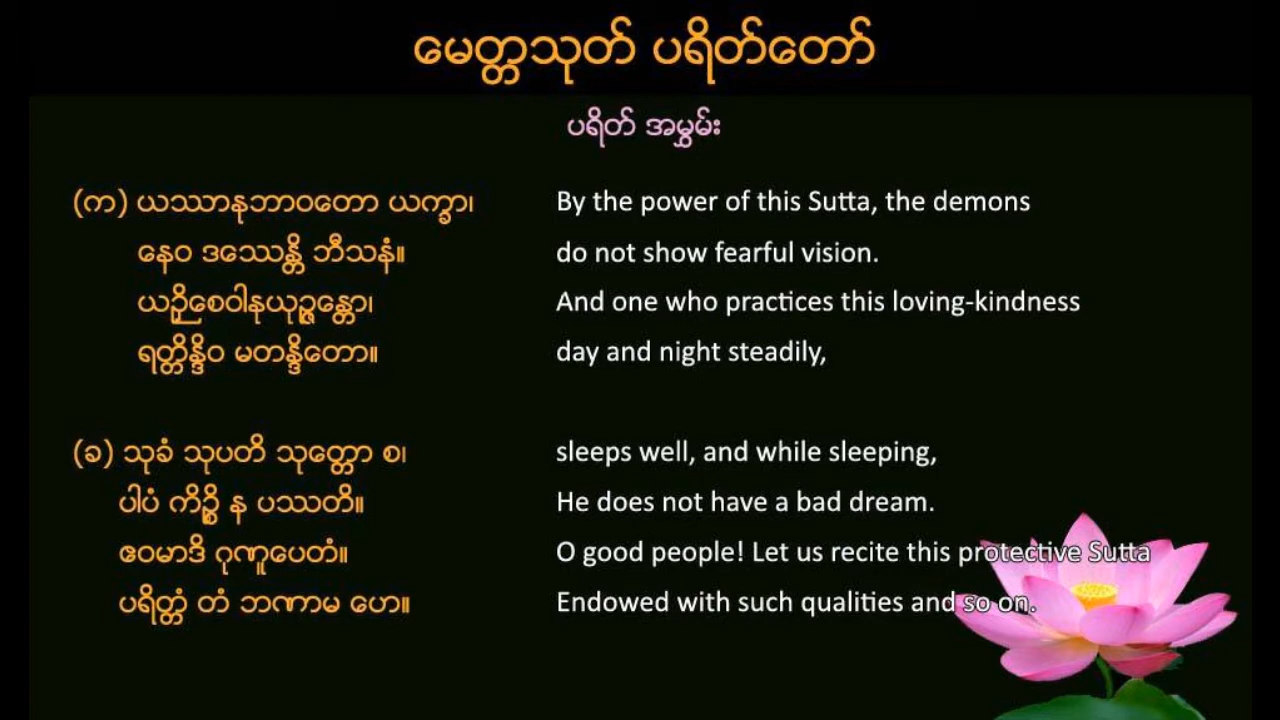 မေတ္တသုတ် ပရိတ်တော်
ပရိတ် အမွှမ်း
(က) ယဿာနုဘာဝတော ယက္ခာ၊
နေဝ ဒဿေန္တိ ဘီသနံ။
ယဉှိစေဝါနုယုဉ္ဇန္တော၊
ရတ္တိန္ဒိဝ မတန္ဒိတော။
By the power of this Sutta, the demons
do not show fearful vision.
And one who practices this loving-kindness
day and night steadily,
(ခ) သုခံ သုပတိ သုတ္တော စ၊
ပါပံ ကိဉ္စိ န ပဿတိ။
ဧဝမာဒိ ဂုဏူပေတံ။
ပရိတ္တံ တံ ဘဏာမ ဟေ။
sleeps well, and while sleeping,
He does not have a bad dream.
O good people! Let us recite this protective Sutta
Endowed with such qualities and so on.